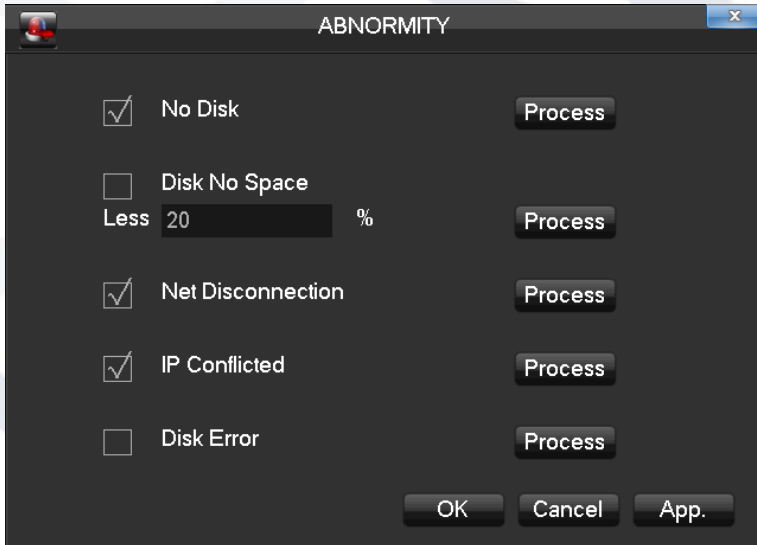 ABNORMITY
x
No Disk Process
Disk No Space
Less 20 % Process
Net Disconnection Process
IP Conflicted Process
Disk Error Process
OK Cancel App.